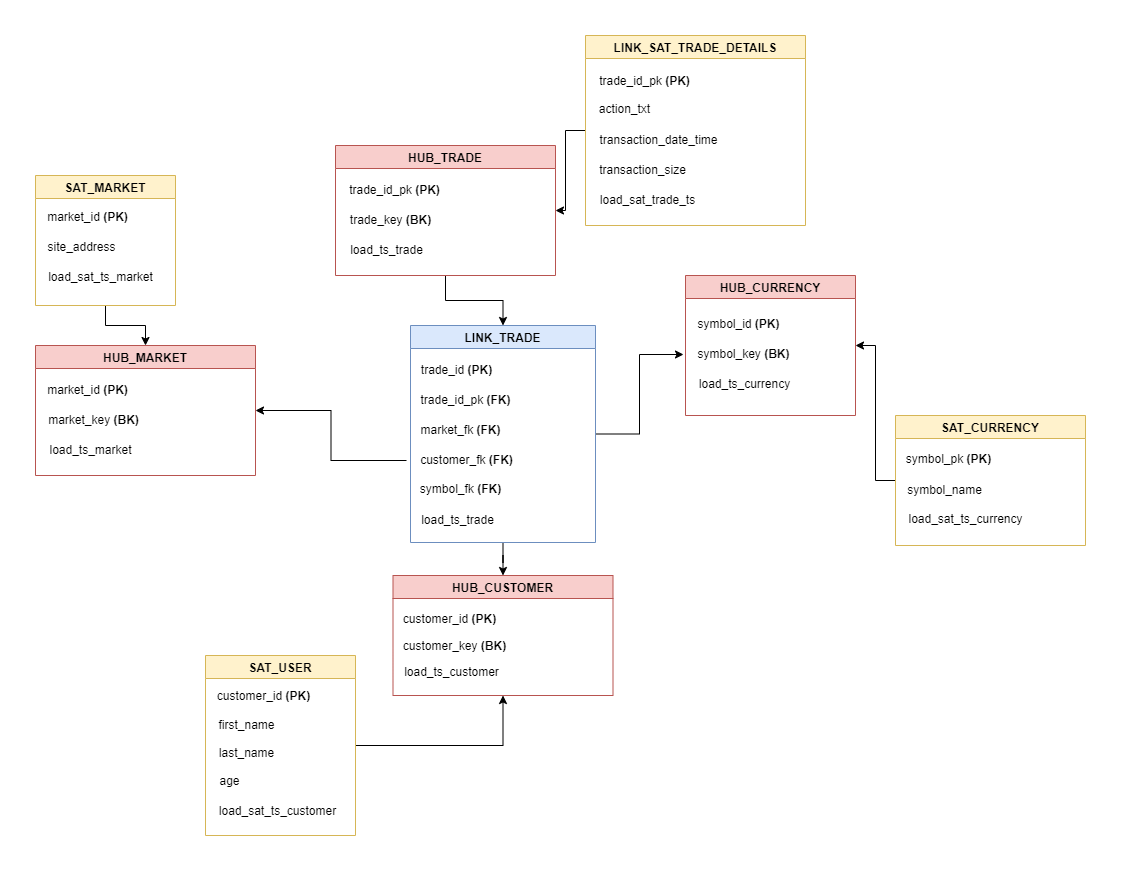 LINK_SAT_TRADE_DETAILS
trade_id_pk (PK)
action_txt
transaction_date_time
transaction_size
load_sat_trade_ts
HUB_TRADE
trade_id_pk (PK)
trade_key (BK)
load_ts_trade
SAT_MARKET
market_id (PK)
site_address
load_sat_ts_market
HUB_CURRENCY
symbol_id (PK)
symbol_key (BK)
load_ts_currency
LINK_TRADE
trade_id (PK)
trade_id_pk (FK)
market_fk (FK)
customer_fk (FK)
symbol_fk (FK)
load_ts_trade
HUB_MARKET
market_id (PK)
market_key (BK)
load_ts_market
SAT_CURRENCY
symbol_pk (PK)
symbol_name
load_sat_ts_currency
HUB_CUSTOMER
customer_id (PK)
customer_key (BK)
load_ts_customer
SAT_USER
customer_id (PK)
first_name
last_name
age
load_sat_ts_customer